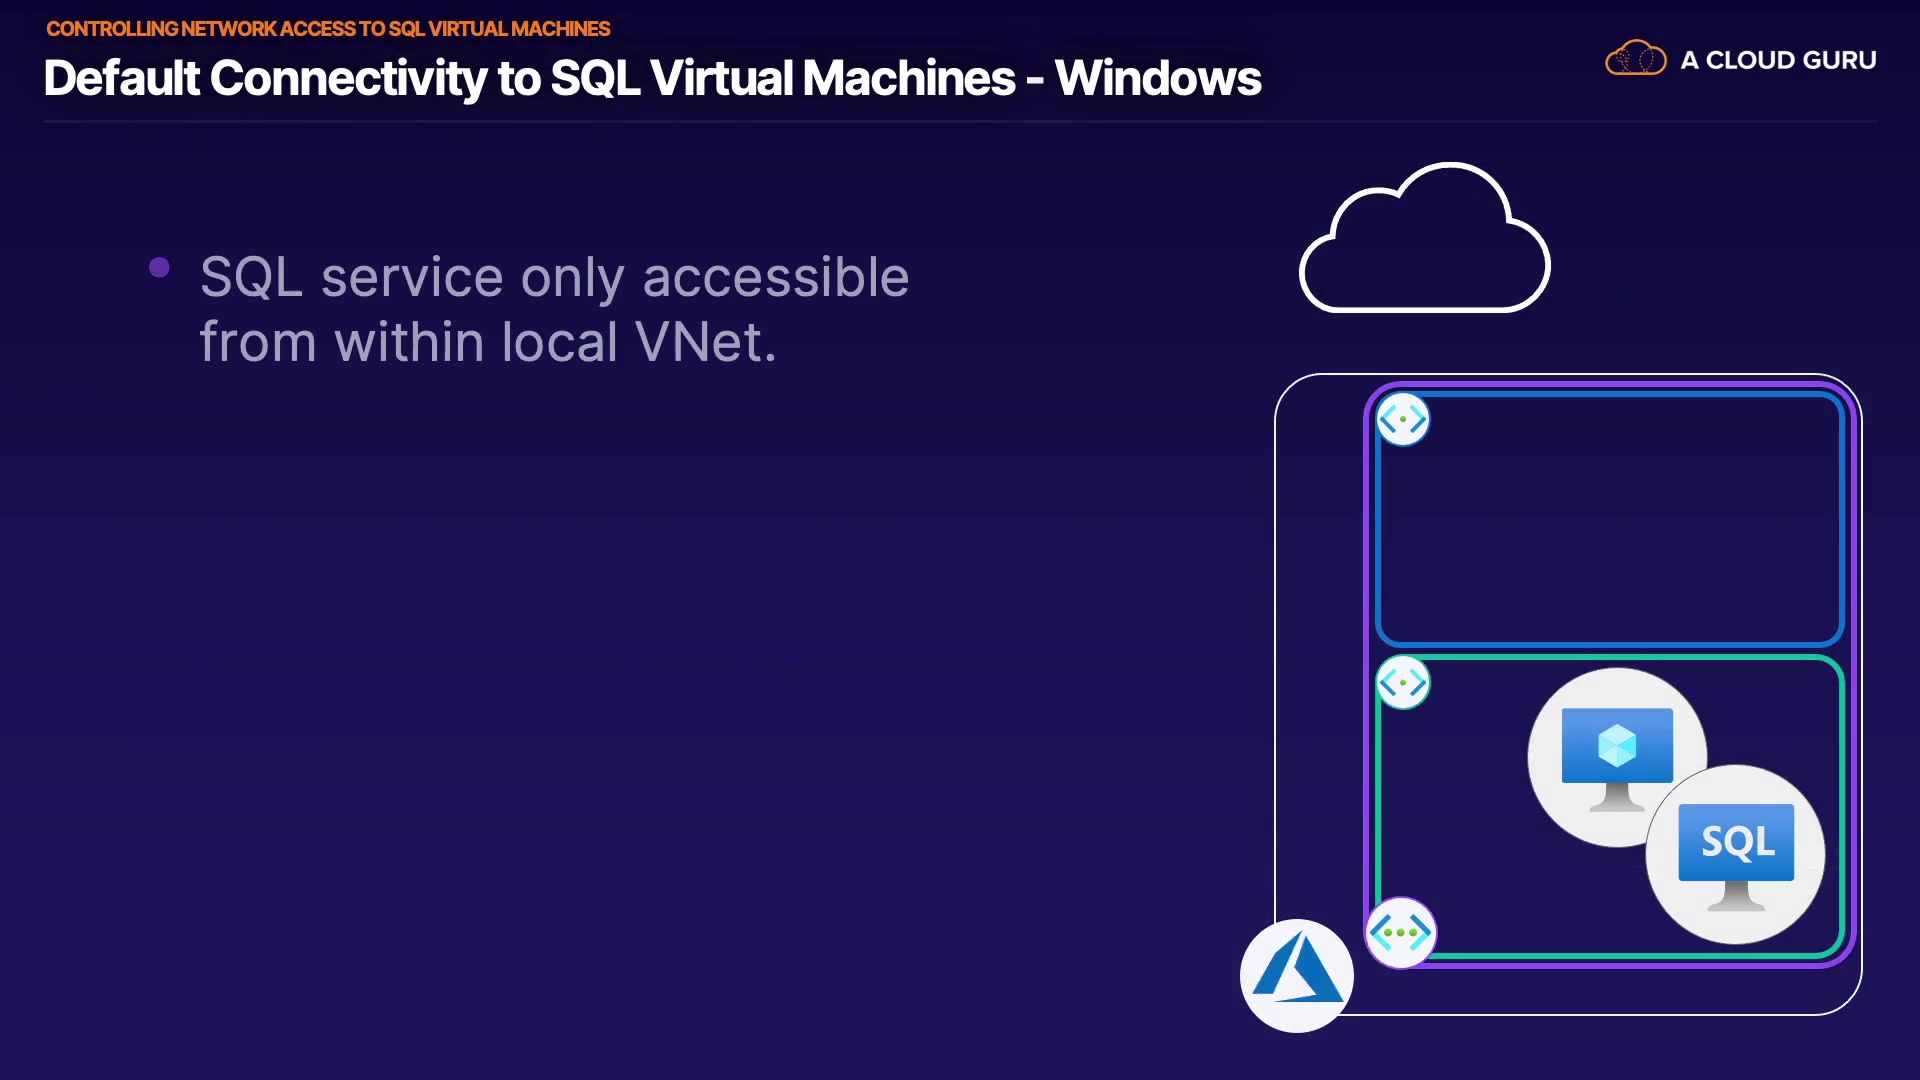 CONTROLLING NETWORK ACCESS TO SQL VIRTUAL MACHINES
Default Connectivity to SQL Virtual Machines - Windows
A CLOUD GURU
SQL service only accessible
from within local VNet.
SQL